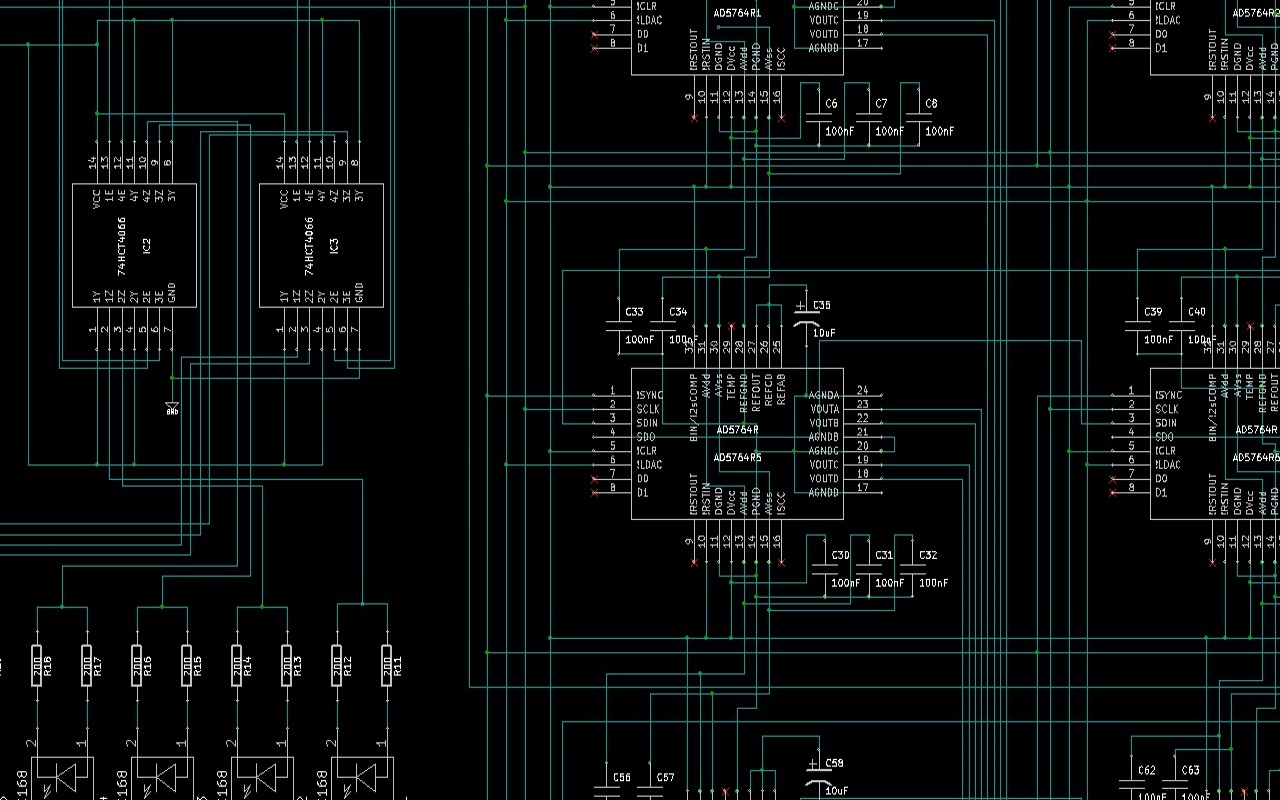 !CLR
!LDAC
D0
D1
5
6
7
8
AD5764R1
AGNDC
VOUTC
VOUTD
AGNDD
20
19
18
17
!RSTOUT
!RSTIN
DGND
DVcc
AVdd
PGND
AVss
ISCC
9
10
11
12
13
14
15
16
C6
100nF
C7
100nF
C8
100nF
!CLR
!LDAC
D0
D1
5
6
7
8
!RSTOUT
!RSTIN
DGND
DVcc
AVdd
9
10
11
12
13
14
14
13
12
11
10
9
8
VCC
1E
4E
4Y
4Z
3Z
3Y
74HCT4066
IC2
1Y
1Z
2Z
2Y
2E
3E
GND
1
2
3
4
5
6
7
14
13
12
11
10
9
8
VCC
1E
4E
4Y
4Z
3Z
3Y
74HCT4066
IC3
1Y
1Z
2Z
2Y
2E
3E
GND
1
2
3
4
5
6
7
GND
C33
100nF
C34
100nF
C35
10uF
32
31
30
29
28
27
26
25
BIN/!2sCOMP
AVdd
AVss
TEMP
REFGND
REFOUT
REFCD
REFAB
1
2
3
4
5
6
7
8
!SYNC
SCLK
SDIN
SDO
!CLR
!LDAC
D0
D1
AD5764R
AD5764R5
AGNDA
VOUTA
VOUTB
AGNDB
AGNDC
VOUTC
VOUTD
AGNDD
24
23
22
21
20
19
18
17
!RSTOUT
!RSTIN
DGND
DVcc
AVdd
PGND
AVss
ISCC
9
10
11
12
13
14
15
16
C30
100nF
C31
100nF
C32
100nF
C39
100nF
C40
100nF
32
31
30
29
28
27
BIN/!2sCOMP
AVdd
AVss
TEMP
REFGND
REFOUT
1
2
3
4
5
6
7
8
!SYNC
SCLK
SDIN
SDO
!CLR
!LDAC
D0
D1
AD5764R
AD5764R6
!RSTOUT
!RSTIN
DGND
DVcc
AVdd
9
10
11
12
13
14
200
R18
200
R17
200
R16
200
R15
200
R14
200
R13
200
R12
200
R11
2
1
2
1
2
1
2
1
C56
100nF
C57
100nF
C58
10uF
C62
100nF
C63
100nF